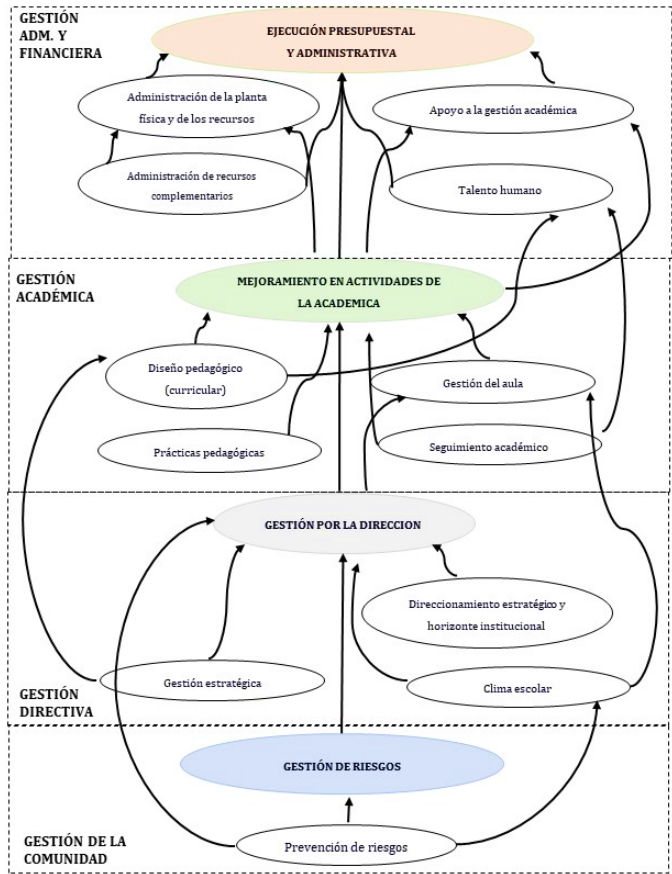 GESTIÓN
ADM. Y
FINANCIERA
EJECUCIÓN PRESUPUESTAL
Y ADMINISTRATIVA
Administración de la planta
física y de los recursos
Apoyo a la gestión académica
Administración de recursos
complementarios
Talento humano
GESTIÓN
ACADÉMICA
MEJORAMIENTO EN ACTIVIDADES DE
LA ACADEMICA
Diseño pedagógico
(curricular)
Gestión del aula
Prácticas pedagógicas
Seguimiento académico
GESTIÓN POR LA DIRECCION
Direccionamiento estratégico y
horizonte institucional
Gestión estratégica
Clima escolar
GESTIÓN
DIRECTIVA
GESTIÓN DE RIESGOS
GESTIÓN DE LA
COMUNIDAD
Prevención de riesgos